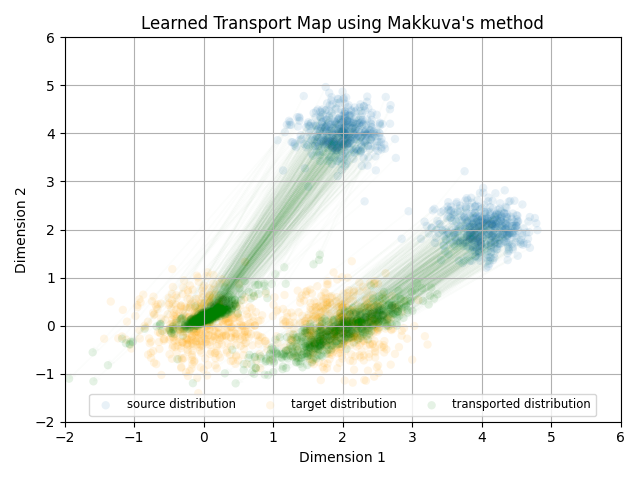 Learned Transport Map using Makkuva's method
6
5
4
3
2
1
0
−1
−2
Dimension 2
source distribution target distribution transported distribution
−2 −1 0 1 2 3 4 5 6
Dimension 1